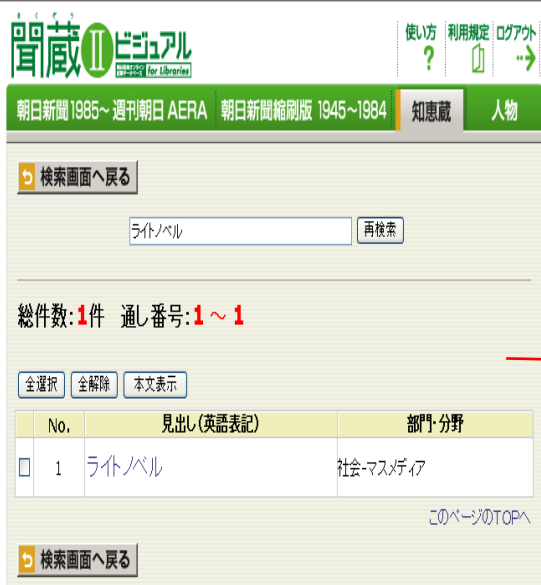 聞蔵Ⅱビジュアル
for Libraries
使い方 利用規定 ログアウト
?
朝日新聞1985~ 週刊朝日 AERA 朝日新聞縮刷版 1945~1984 知恵蔵 人物
検索画面へ戻る
ライトノベル 再検索
総件数:1件 通し番号:1 ~ 1
全選択 全解除 本文表示
No. 見出し(英語表記) 部門・分野
1 ライトノベル 社会-マスメディア
このページのTOPへ
検索画面へ戻る